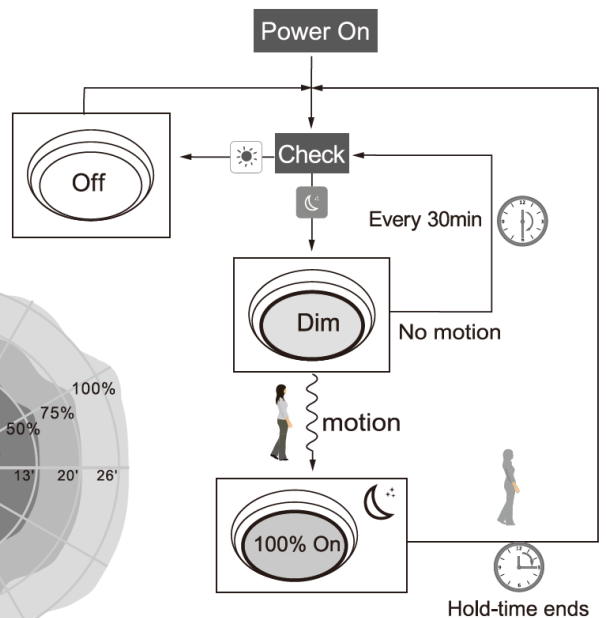 Power On
Check
Off
Every 30min
Dim
No motion
100%
75%
50%
motion
13' 20' 26'
100% On
Hold-time ends